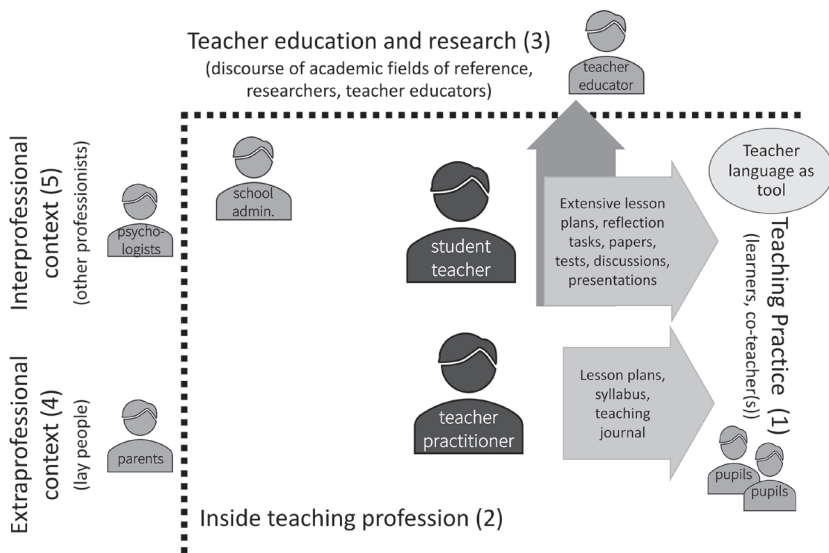 Teacher education and research (3)
(discourse of academic fields of reference,
researchers, teacher educators)
teacher
educator
Interprofessional
context (5)
(other professionists)
psycho-
logists
school
admin.
student
teacher
Extensive lesson
plans, reflection
tasks, papers,
tests, discussions,
presentations
Teacher
language as
tool
Teaching Practice (1)
(learners, co-teacher(s))
Extraprofessional
context (4)
(lay people)
parents
teacher
practitioner
Lesson plans,
syllabus,
teaching
journal
pupils
pupils
Inside teaching profession (2)